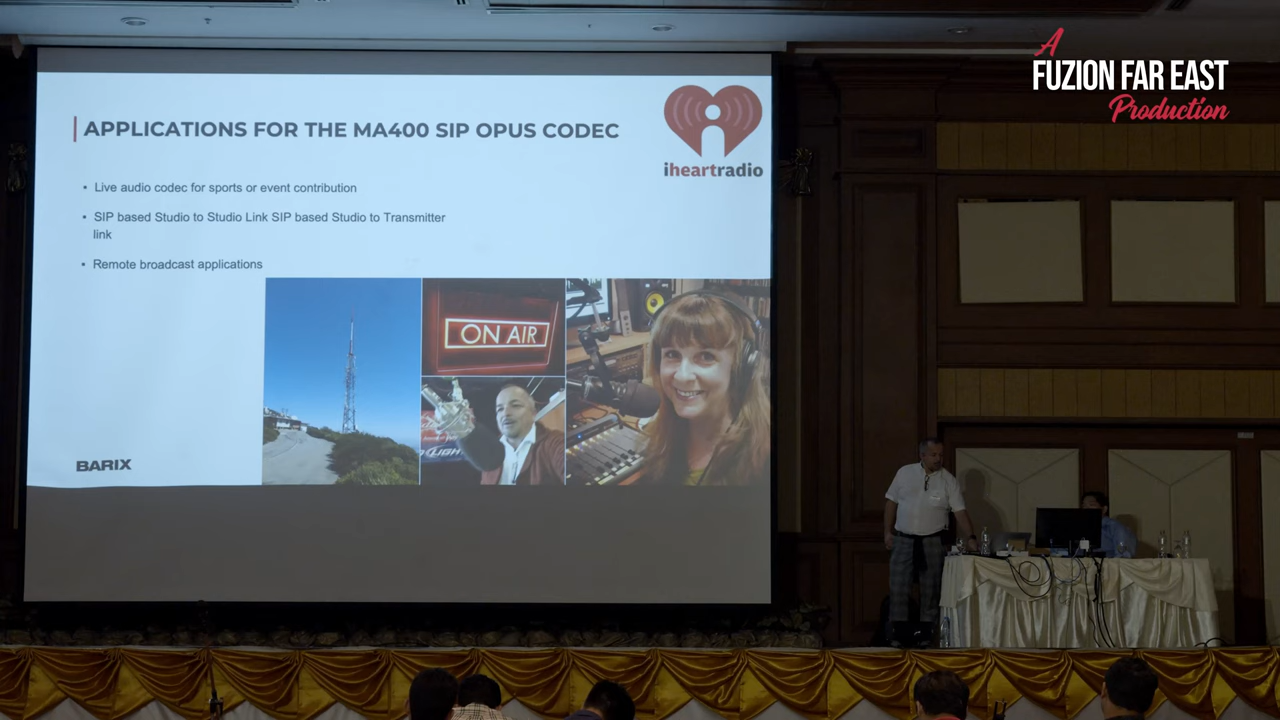 A
FUZION FAR EAST
Production
APPLICATIONS FOR THE MA400 SIP OPUS CODEC
iheartradio
• Live audio codec for sports or event contribution
• SIP based Studio to Studio Link SIP based Studio to Transmitter
link
• Remote broadcast applications
ON AIR
LIGHT
BARIX